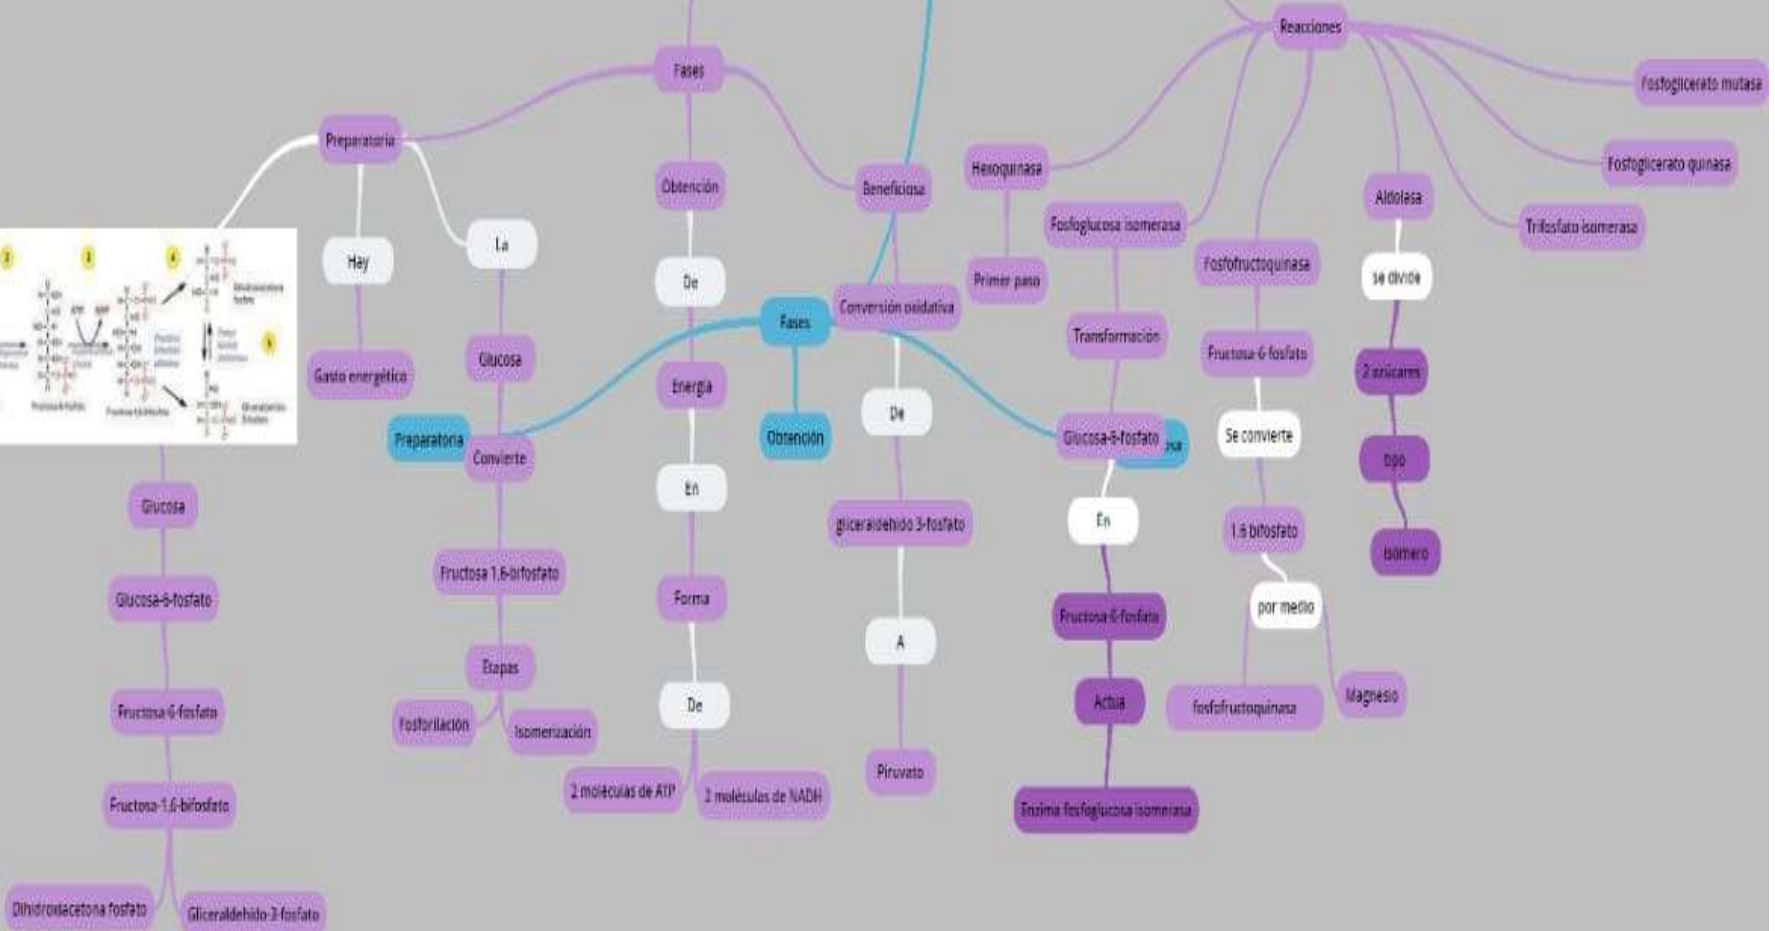 Reacciones
Fases
Fosfoglicerato mutasa
Preparatoria
Hexoquinasa
Fosfoglicerato quinasa
Obtención
Beneficiosa
Aldolasa
Fosfoglucosa isomerasa
Trifosfato isomerasa
La
Hay
Fosfofructoquinasa
se divide
De
Primer paso
Conversión oxidativa
Fases
Transformación
Glucosa
Fructosa-6-fosfato
Gasto energético
Energía
2 azúcares
De
Preparatoria
Convierte
Obtención
Glucosa-6-fosfato
osa
Se convierte
tipo
En
Glucosa
En
gliceraldehido 3-fosfato
1,6 bifosfato
Isómero
Fructosa 1,6-bifosfato
Glucosa-6-fosfato
Forma
Fructosa-6-fosfato
por medio
A
Etapas
Fosforilación
Isomerización
De
Actua
fosfofructoquinasa
Magnesio
Fructosa-6-fosfato
Piruvato
2 moléculas de ATP
2 moléculas de NADH
Fructosa-1,6-bifosfato
Enzima fosfoglucosa isomerasa
Dihidroxiacetona fosfato
Gliceraldehido-3-fosfato